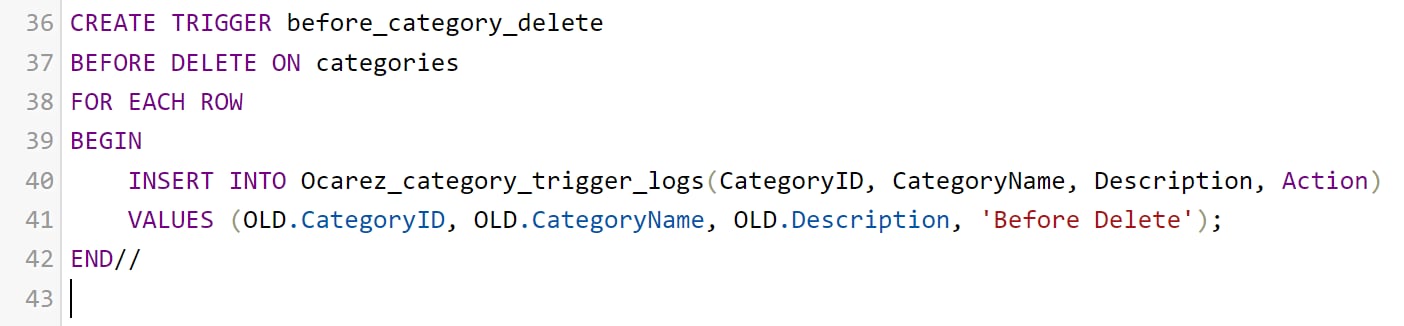 36 CREATE TRIGGER before_category_delete
37 BEFORE DELETE ON categories
38 FOR EACH ROW
39 BEGIN
40     INSERT INTO Ocarez_category_trigger_logs(CategoryID, CategoryName, Description, Action)
41     VALUES (OLD.CategoryID, OLD.CategoryName, OLD.Description, 'Before Delete');
42 END//
43